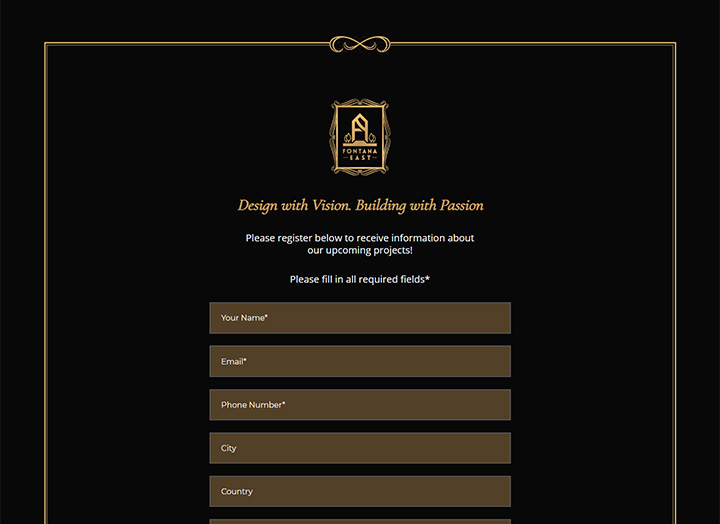 FONTANA
EAST
Design with Vision. Building with Passion
Please register below to receive information about
our upcoming projects!
Please fill in all required fields*
Your Name*
Email*
Phone Number*
City
Country